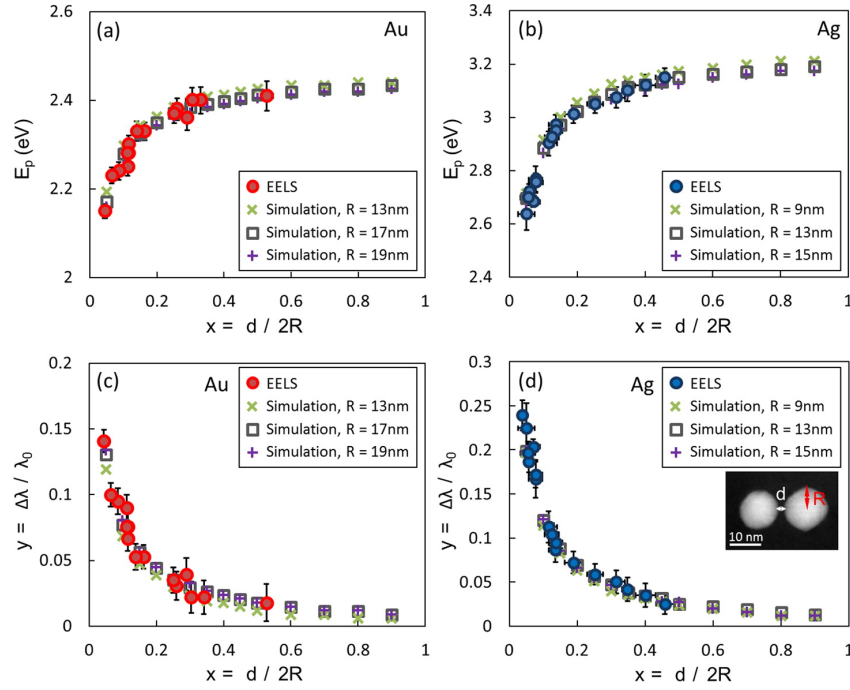 (a) Au
2.6
2.4
2.2
2
E_p (eV)
EELS
Simulation, R = 13nm
Simulation, R = 17nm
Simulation, R = 19nm
0 0.2 0.4 0.6 0.8 1
x = d / 2R
(b) Ag
3.4
3.2
3
2.8
2.6
2.4
E_p (eV)
EELS
Simulation, R = 9nm
Simulation, R = 13nm
Simulation, R = 15nm
0 0.2 0.4 0.6 0.8 1
x = d / 2R
(c) Au
0.2
0.15
0.1
0.05
0
y = Δλ / λ₀
EELS
Simulation, R = 13nm
Simulation, R = 17nm
Simulation, R = 19nm
0 0.2 0.4 0.6 0.8 1
x = d / 2R
(d) Ag
0.3
0.25
0.2
0.15
0.1
0.05
0
y = Δλ / λ₀
EELS
Simulation, R = 9nm
Simulation, R = 13nm
Simulation, R = 15nm
d R
10 nm
0 0.2 0.4 0.6 0.8 1
x = d / 2R